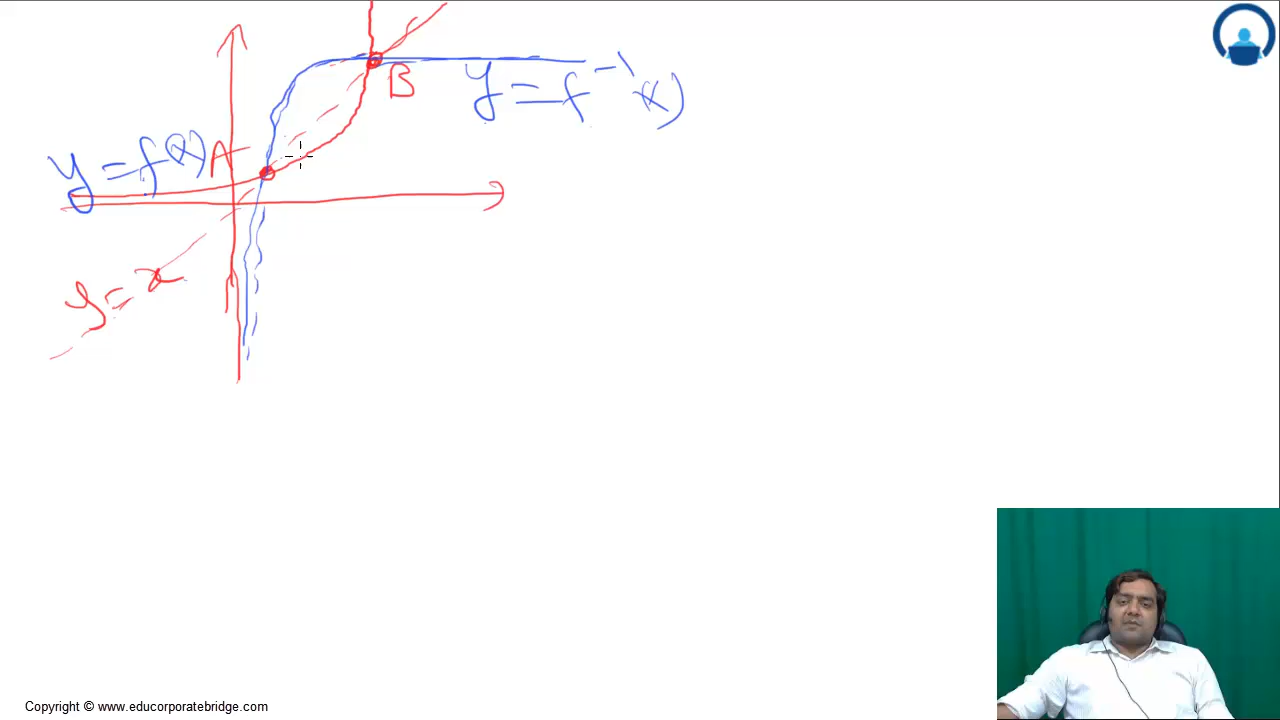 B
y = f⁻¹(x)
y = f(x) A
y = x
Copyright © www.educorporatebridge.com